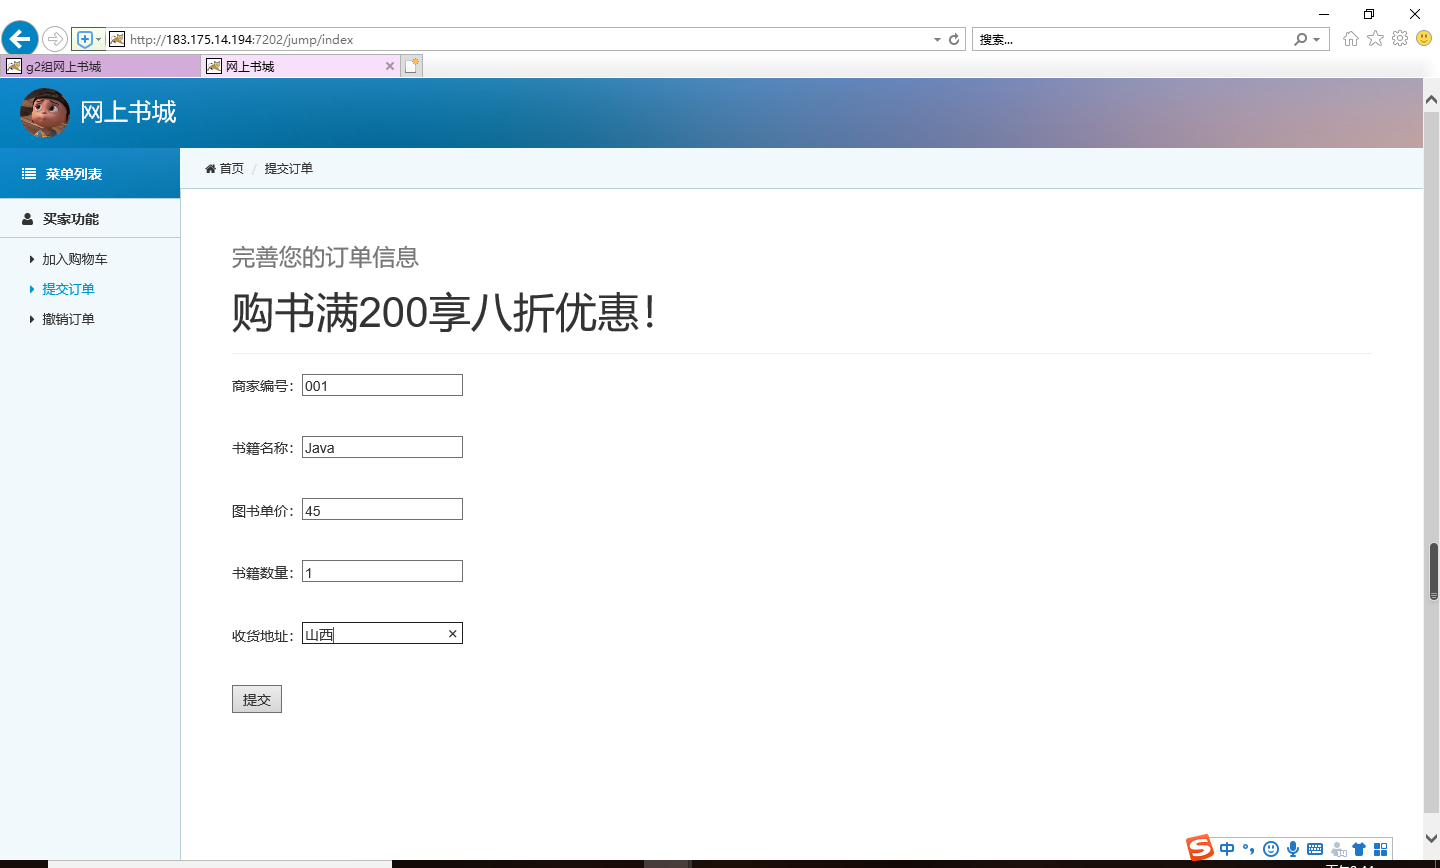 http://183.175.14.194:7202/jump/index
搜索...
g2组网上书城
网上书城
网上书城
菜单列表
首页 / 提交订单
买家功能
加入购物车
提交订单
撤销订单
完善您的订单信息
购书满200享八折优惠！
商家编号： 001
书籍名称： Java
图书单价： 45
书籍数量： 1
收货地址： 山西
提交
中